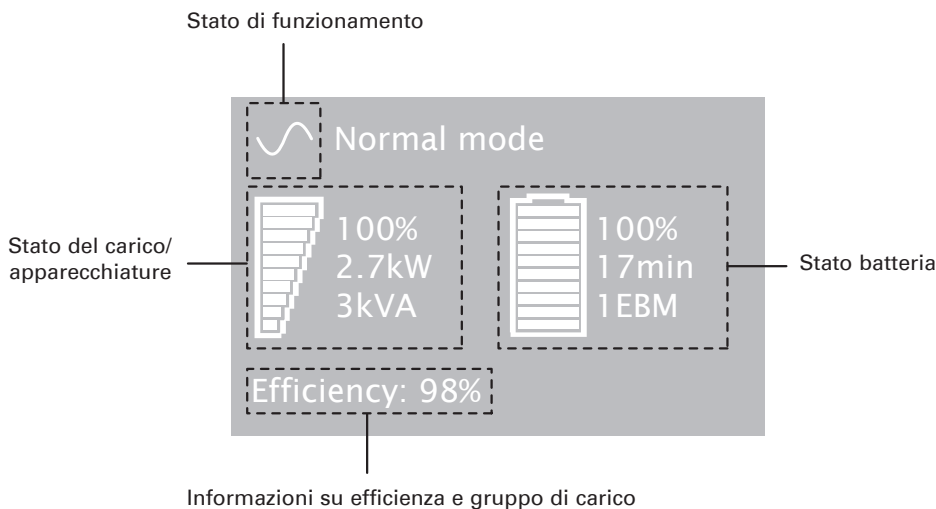 Stato di funzionamento
Normal mode
Stato del carico/
apparecchiature
100%
2.7kW
3kVA
100%
17min
1EBM
Stato batteria
Efficiency: 98%
Informazioni su efficienza e gruppo di carico